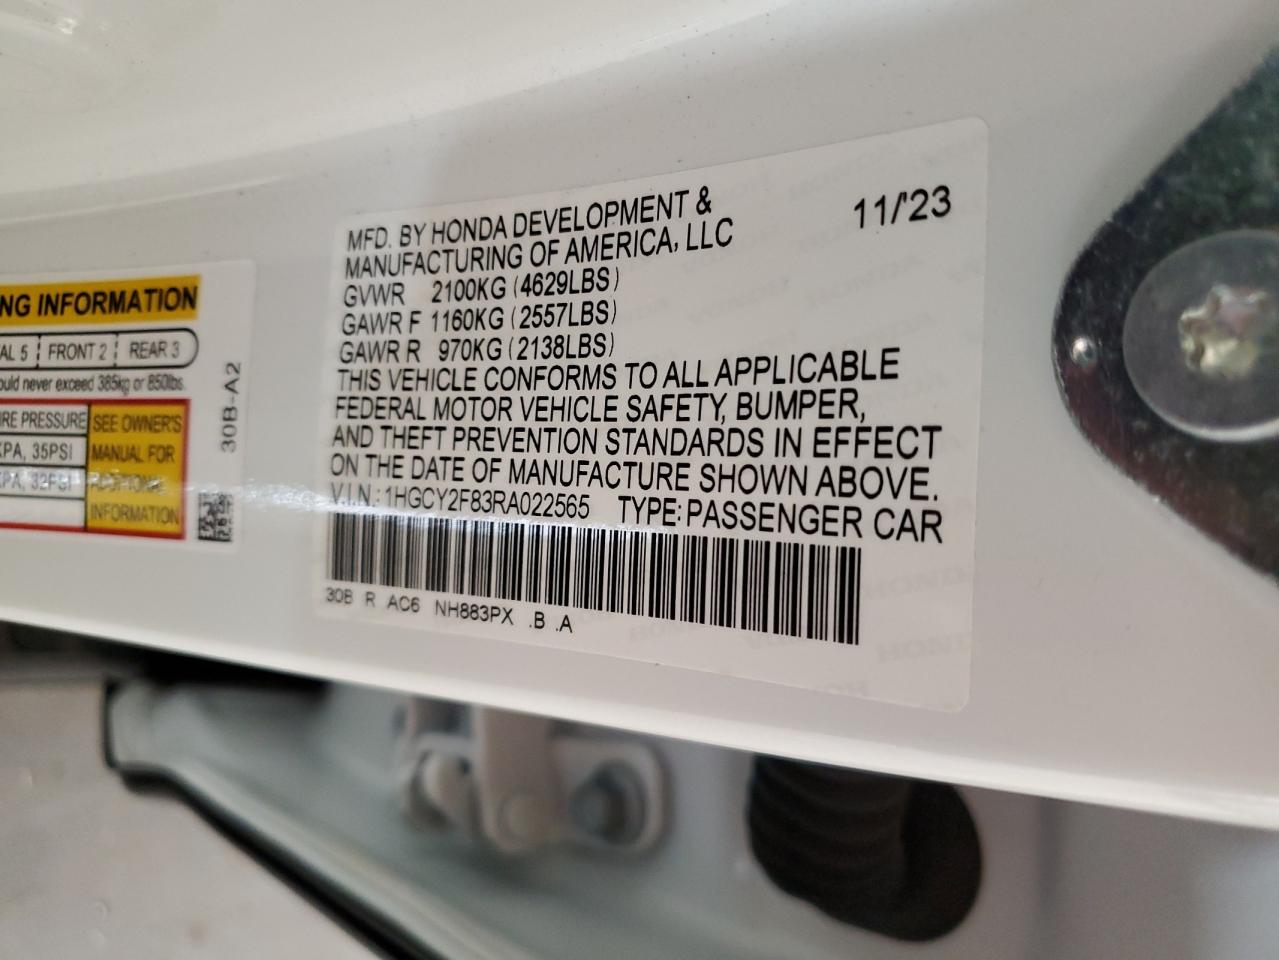 MFD. BY HONDA DEVELOPMENT &
MANUFACTURING OF AMERICA, LLC
11/'23
GVWR 2100KG (4629LBS)
GAWR F 1160KG (2557LBS)
GAWR R 970KG (2138LBS)
THIS VEHICLE CONFORMS TO ALL APPLICABLE
FEDERAL MOTOR VEHICLE SAFETY, BUMPER,
AND THEFT PREVENTION STANDARDS IN EFFECT
ON THE DATE OF MANUFACTURE SHOWN ABOVE.
V.I.N.: 1HGCY2F83RA022565 TYPE: PASSENGER CAR
30B R AC6 NH883PX .B .A
NG INFORMATION
AL 5 FRONT 2 REAR 3
ould never exceed 385kg or 850lbs.
IRE PRESSURE
KPA, 35PSI
KPA, 32PSI
SEE OWNER'S
MANUAL FOR
ADDITIONAL
INFORMATION
30B-A2